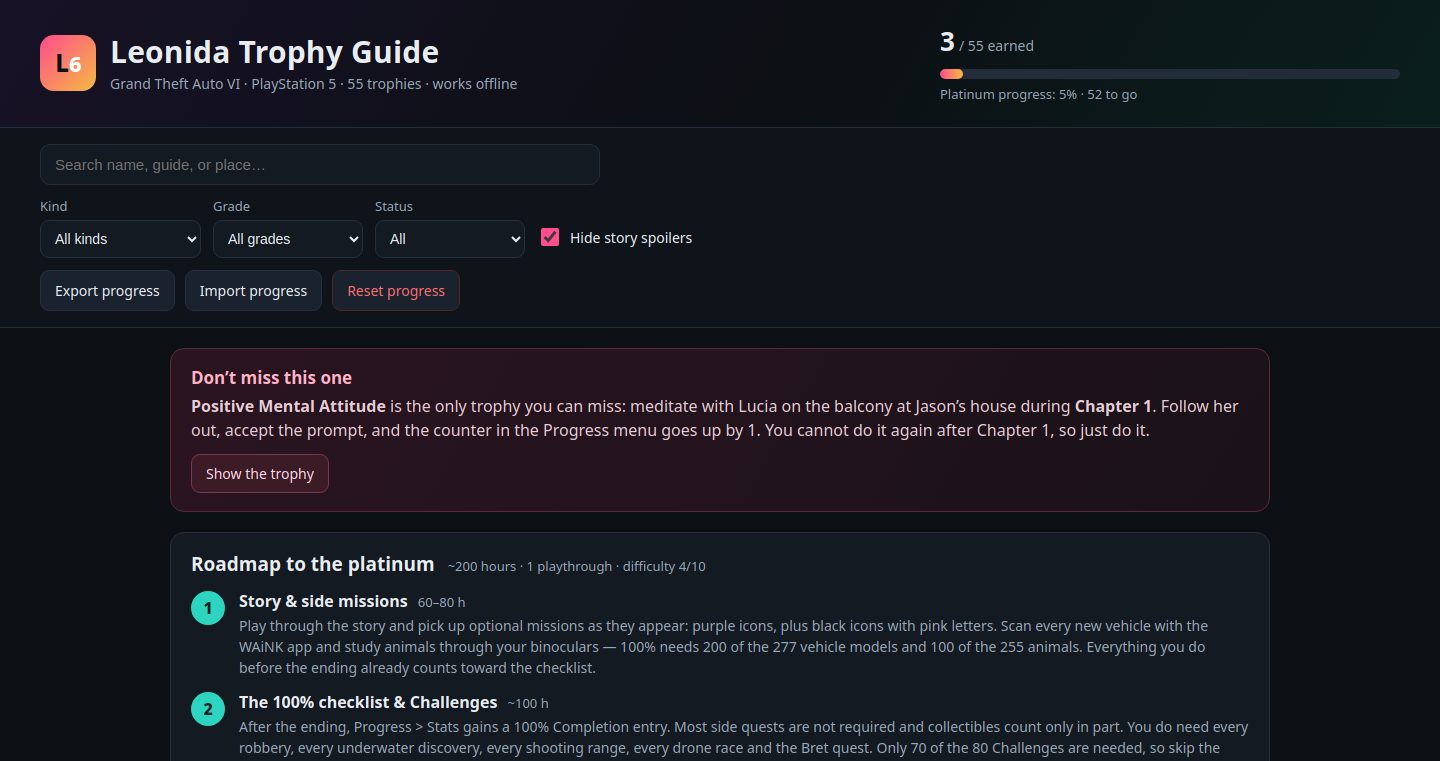 L6
Leonida Trophy Guide
Grand Theft Auto VI · PlayStation 5 · 55 trophies · works offline
3 / 55 earned
Platinum progress: 5% · 52 to go
Search name, guide, or place…
Kind
Grade
Status
All kinds
All grades
All
Hide story spoilers
Export progress
Import progress
Reset progress
Don’t miss this one
Positive Mental Attitude is the only trophy you can miss: meditate with Lucia on the balcony at Jason’s house during Chapter 1. Follow her
out, accept the prompt, and the counter in the Progress menu goes up by 1. You cannot do it again after Chapter 1, so just do it.
Show the trophy
Roadmap to the platinum ~200 hours · 1 playthrough · difficulty 4/10
1
Story & side missions 60–80 h
Play through the story and pick up optional missions as they appear: purple icons, plus black icons with pink letters. Scan every new vehicle with the
WAiNK app and study animals through your binoculars — 100% needs 200 of the 277 vehicle models and 100 of the 255 animals. Everything you do
before the ending already counts toward the checklist.
2
The 100% checklist & Challenges ~100 h
After the ending, Progress > Stats gains a 100% Completion entry. Most side quests are not required and collectibles count only in part. You do need every
robbery, every underwater discovery, every shooting range, every drone race and the Bret quest. Only 70 of the 80 Challenges are needed, so skip the